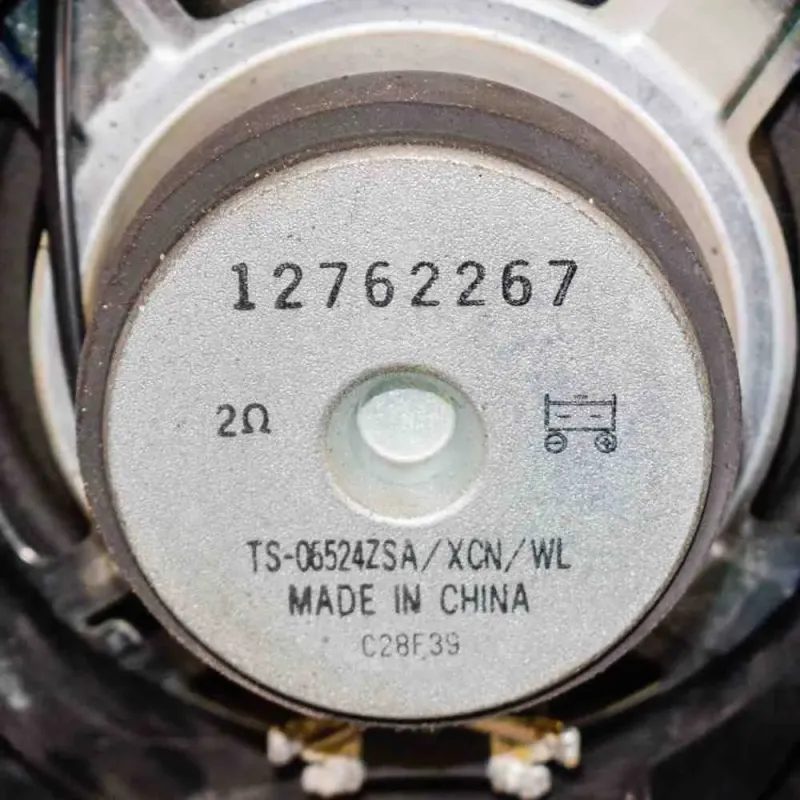 12762267
2Ω
TS-06524ZSA/XCN/WL
MADE IN CHINA
C28F39